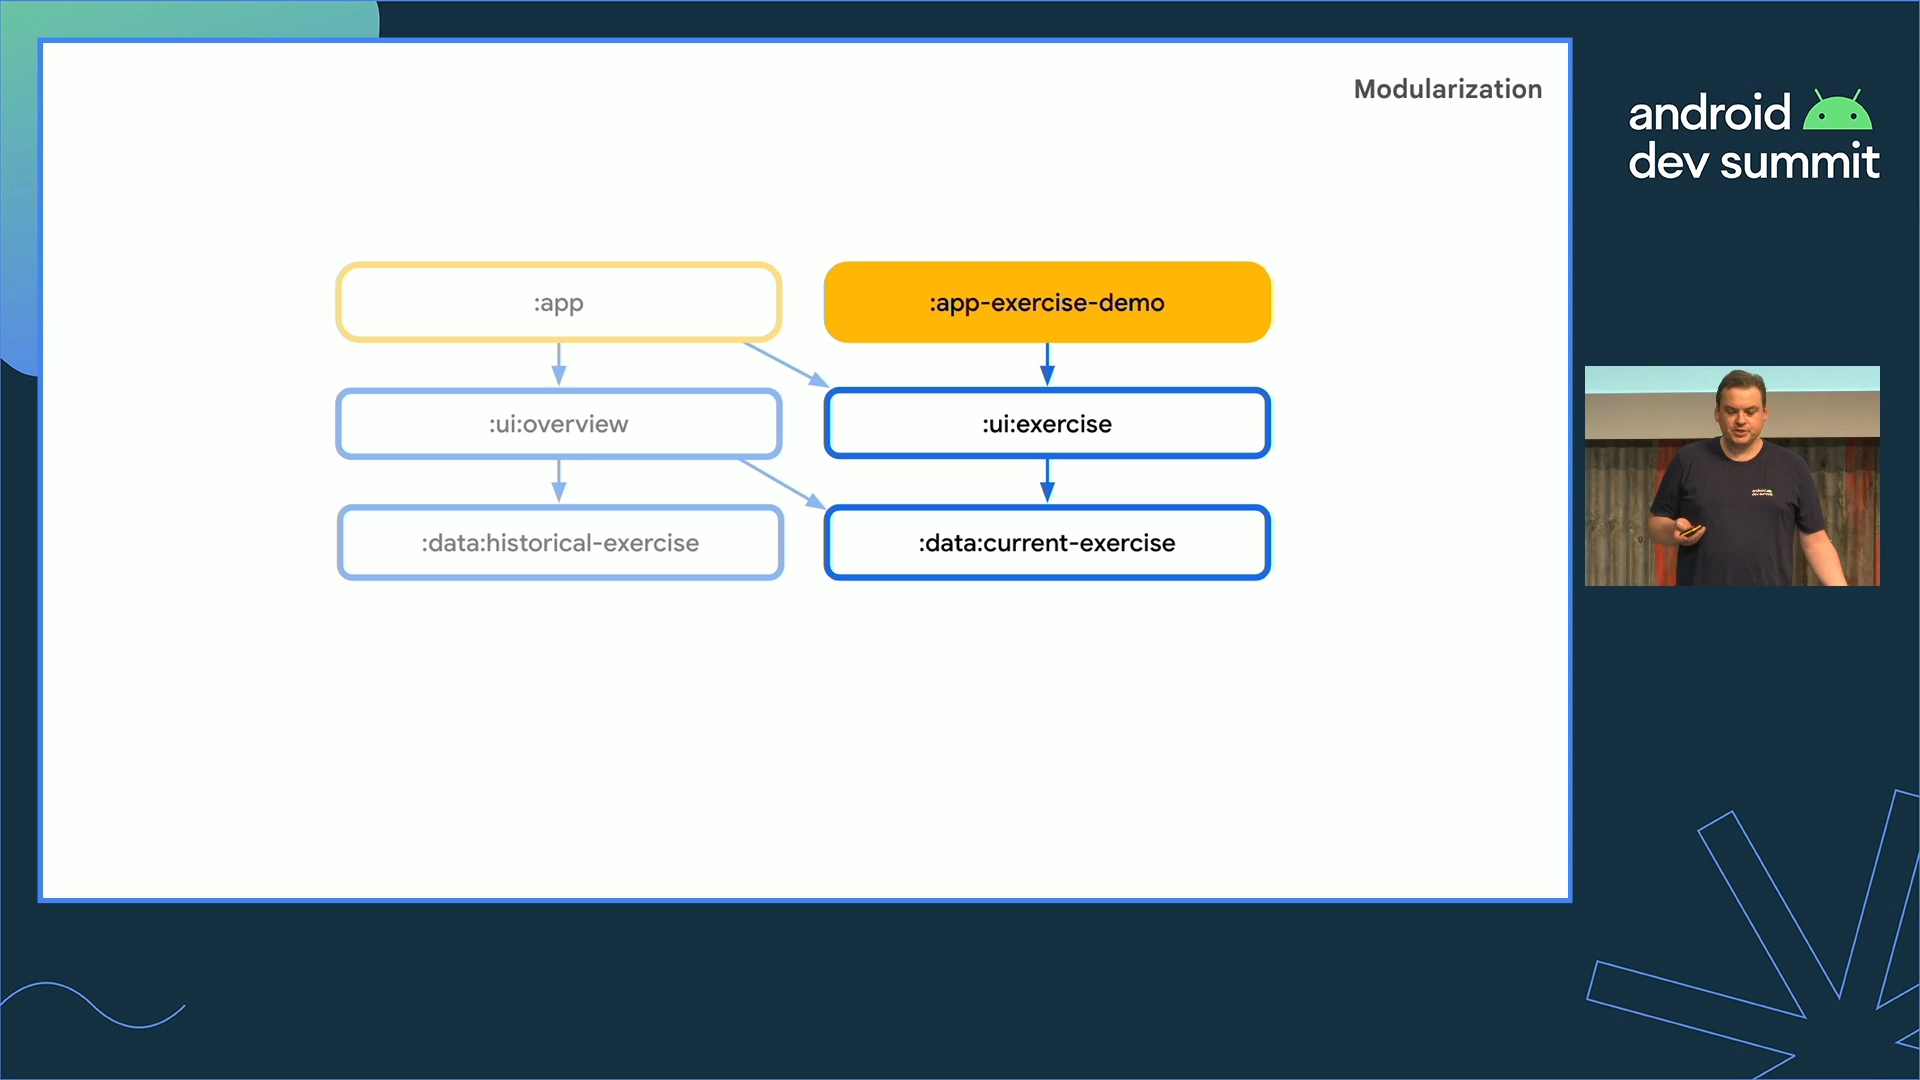 Modularization
android
dev summit
:app
:app-exercise-demo
:ui:overview
:ui:exercise
:data:historical-exercise
:data:current-exercise